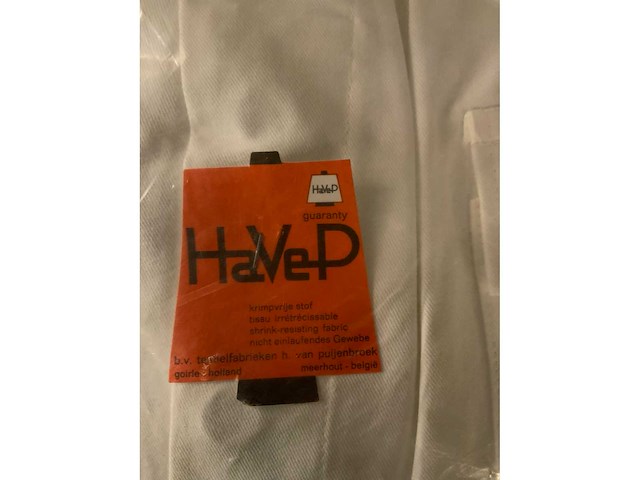 HaVeP
guaranty
HaVeP
krimpvrije stof
tissu irrétrécissable
shrink-resisting fabric
nicht einlaufendes Gewebe
b.v. textielfabrieken h. van puijenbroek
goirle - holland meerhout - belgië